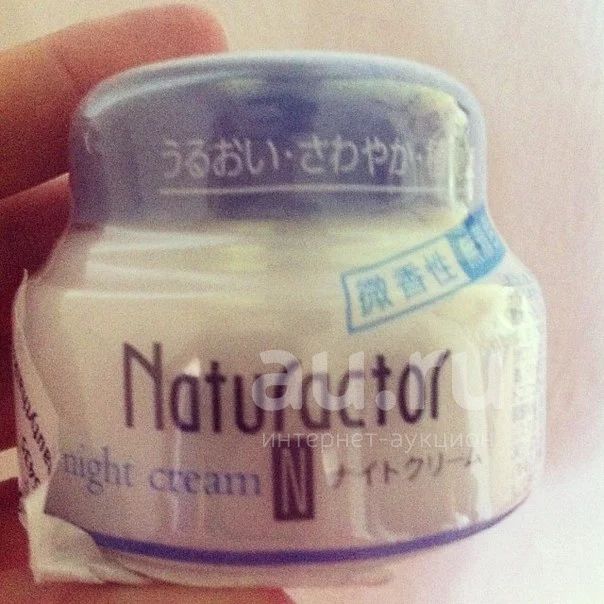 うるおい・さわやか・
微香性
Naturactor
au.ru
интернет-аукцион
night cream N ナイトクリーム